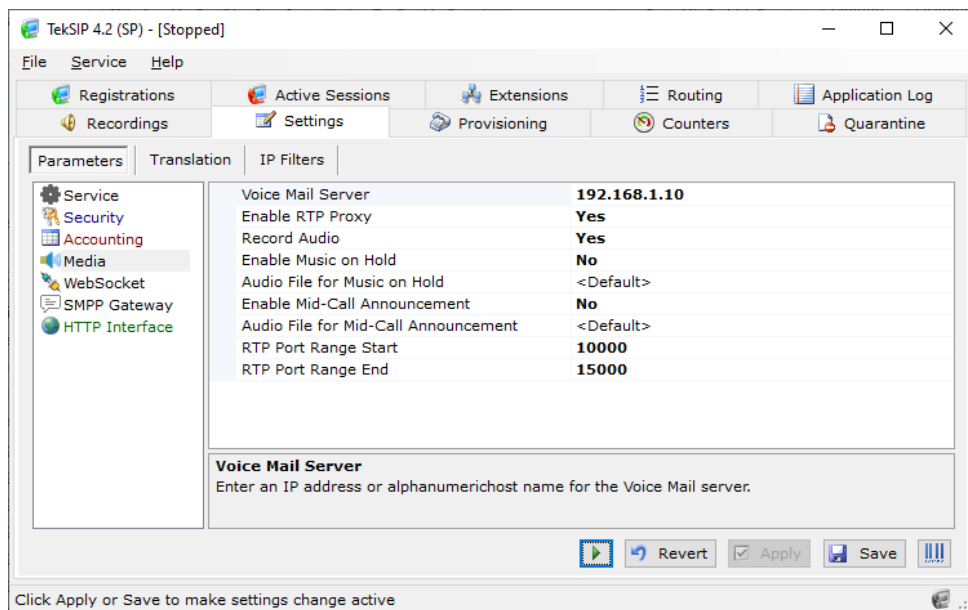 TekSIP 4.2 (SP) - [Stopped]
File Service Help
Registrations Active Sessions Extensions Routing Application Log
Recordings Settings Provisioning Counters Quarantine
Parameters Translation IP Filters
Service
Security
Accounting
Media
WebSocket
SMPP Gateway
HTTP Interface
Voice Mail Server 192.168.1.10
Enable RTP Proxy Yes
Record Audio Yes
Enable Music on Hold No
Audio File for Music on Hold <Default>
Enable Mid-Call Announcement No
Audio File for Mid-Call Announcement <Default>
RTP Port Range Start 10000
RTP Port Range End 15000
Voice Mail Server
Enter an IP address or alphanumerichost name for the Voice Mail server.
Revert Apply Save
Click Apply or Save to make settings change active